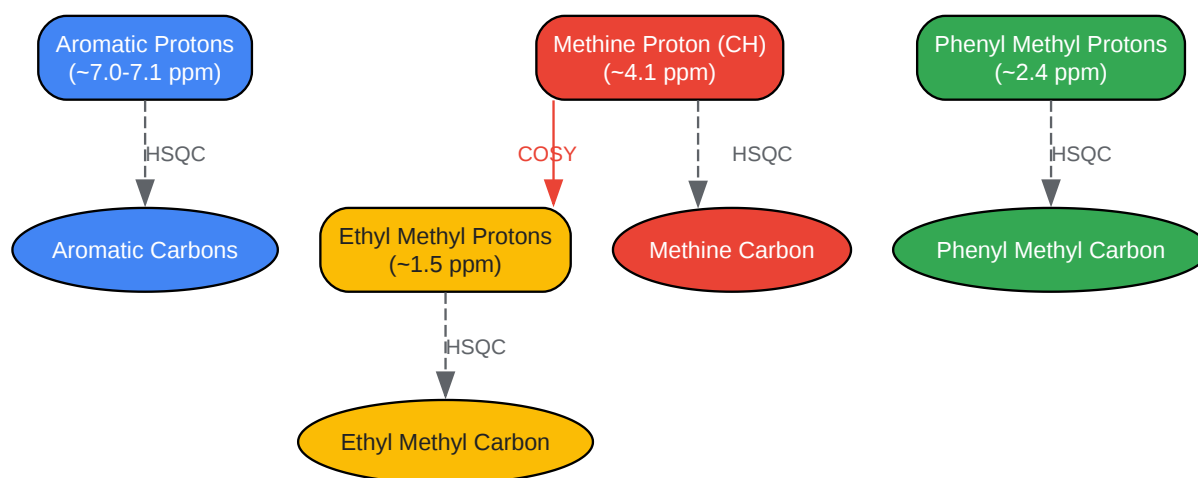 Aromatic Protons
(~7.0-7.1 ppm)
Methine Proton (CH)
(~4.1 ppm)
Phenyl Methyl Protons
(~2.4 ppm)
HSQC
COSY
HSQC
HSQC
Aromatic Carbons
Ethyl Methyl Protons
(~1.5 ppm)
Methine Carbon
Phenyl Methyl Carbon
HSQC
Ethyl Methyl Carbon